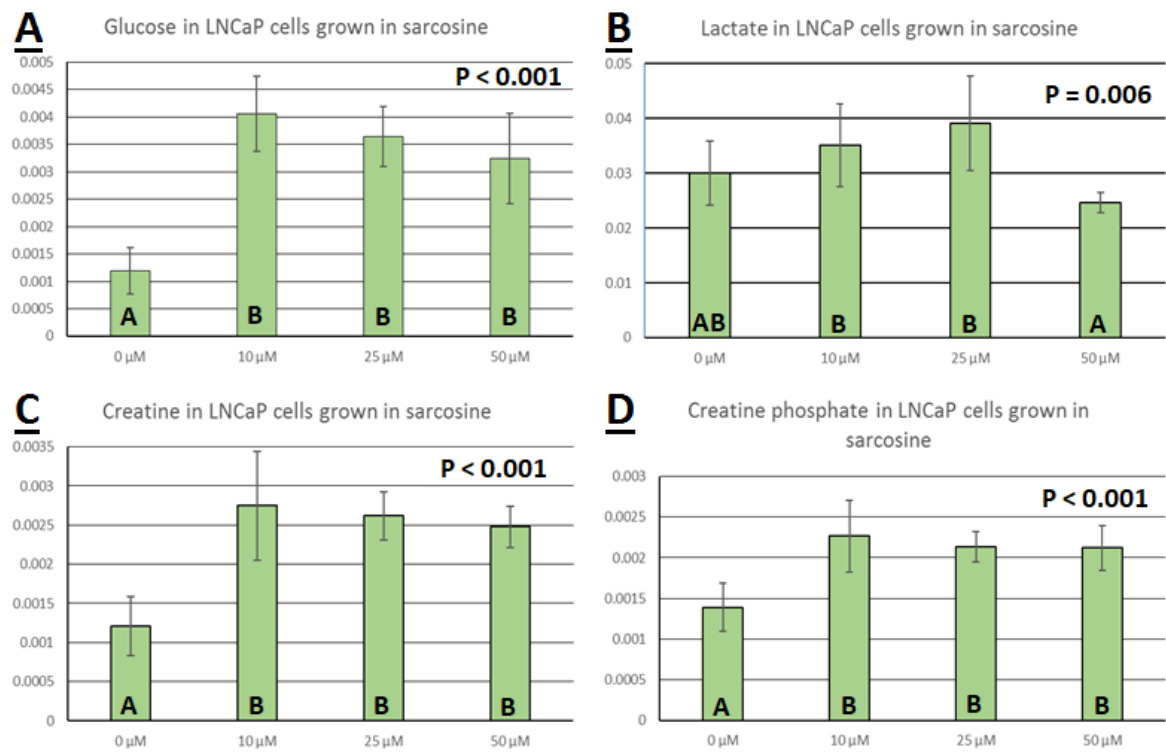 A
Glucose in LNCaP cells grown in sarcosine
P < 0.001
0.005
0.0045
0.004
0.0035
0.003
0.0025
0.002
0.0015
0.001
0.0005
0
A
B
B
B
0 µM
10 µM
25 µM
50 µM
B
Lactate in LNCaP cells grown in sarcosine
P = 0.006
0.05
0.04
0.03
0.02
0.01
0
AB
B
B
A
0 µM
10 µM
25 µM
50 µM
C
Creatine in LNCaP cells grown in sarcosine
P < 0.001
0.0035
0.003
0.0025
0.002
0.0015
0.001
0.0005
0
A
B
B
B
0 µM
10 µM
25 µM
50 µM
D
Creatine phosphate in LNCaP cells grown in
sarcosine
P < 0.001
0.003
0.0025
0.002
0.0015
0.001
0.0005
0
A
B
B
B
0 µM
10 µM
25 µM
50 µM